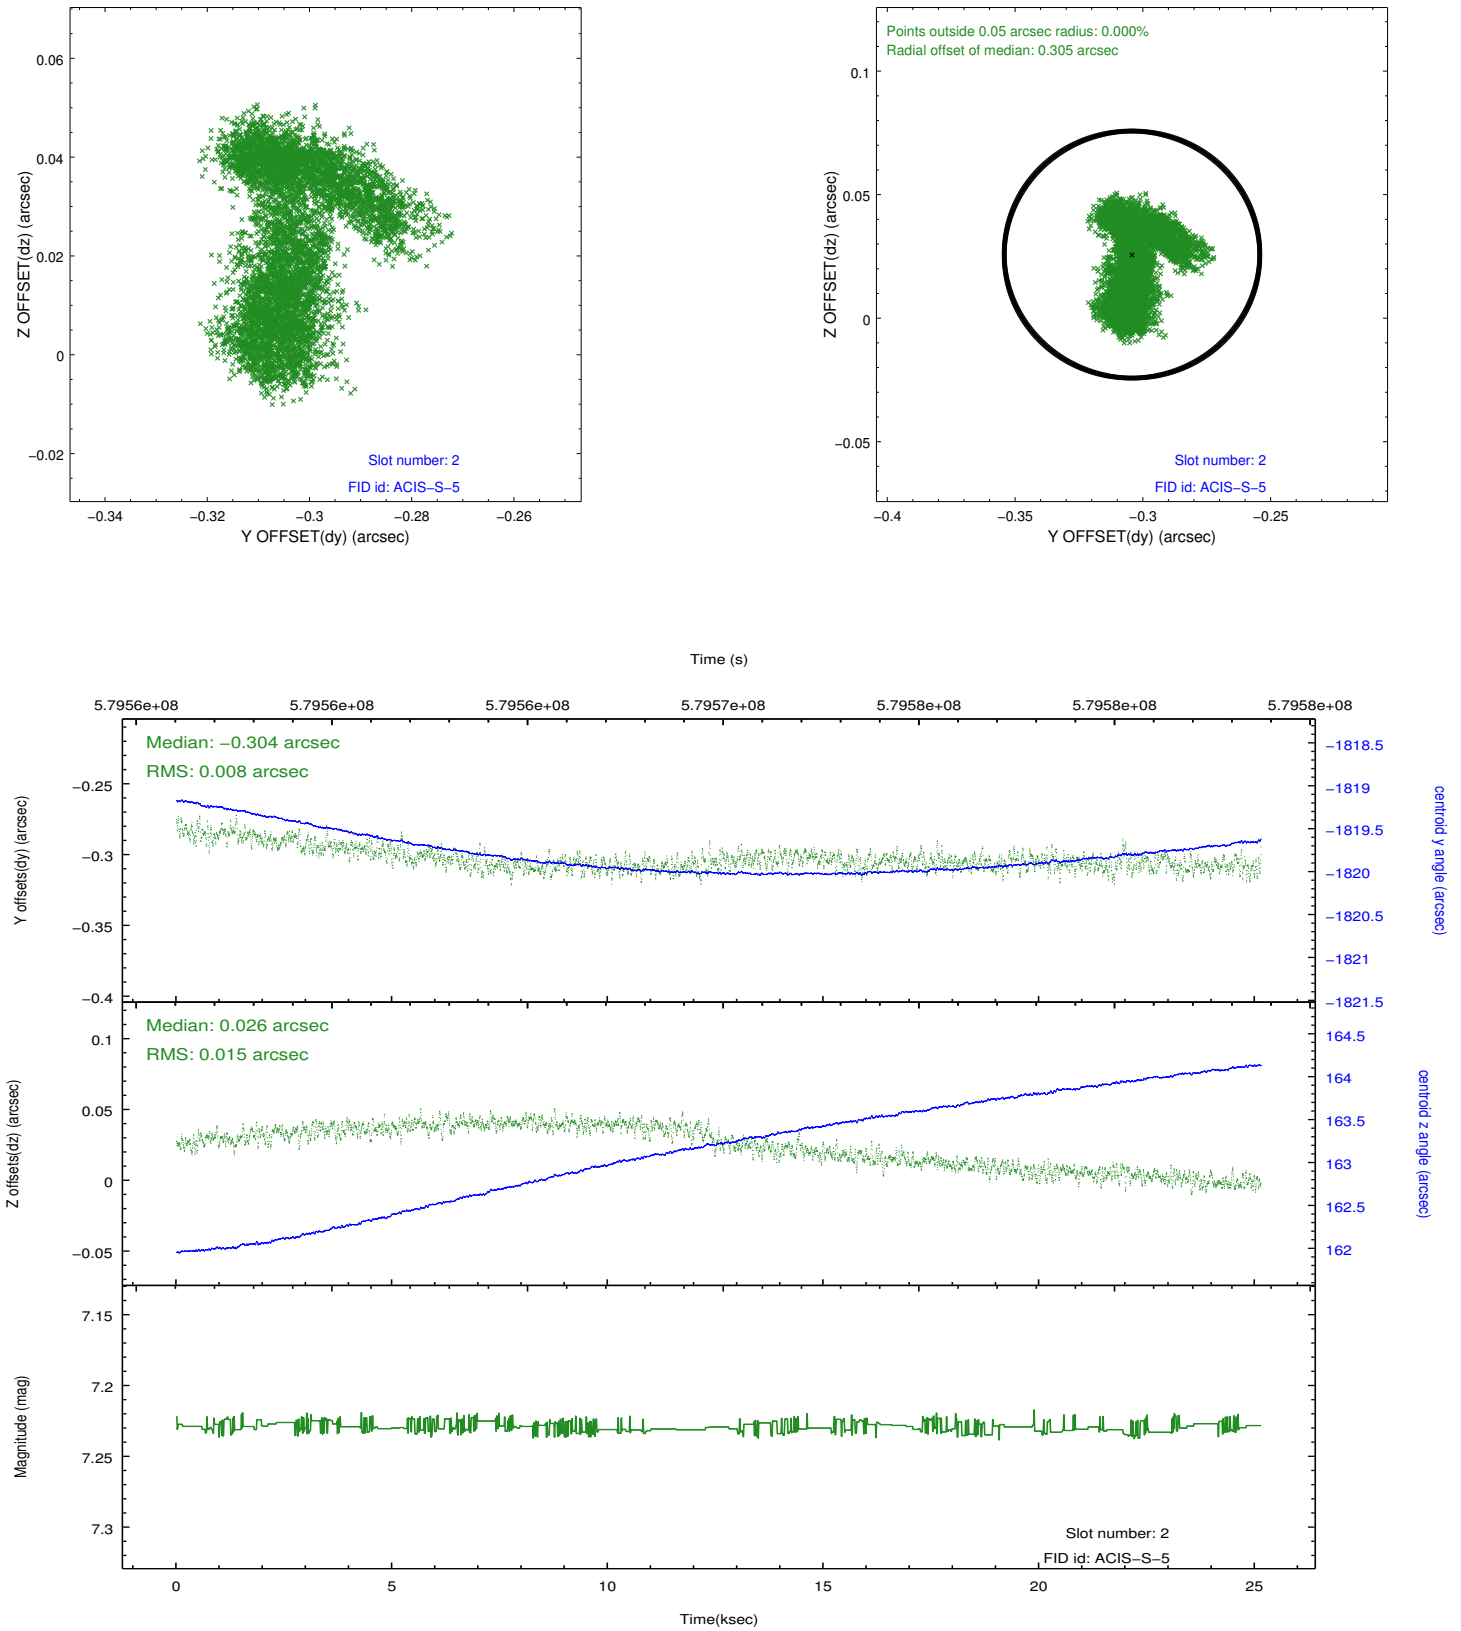 0.06
0.04
0.02
0
−0.02
Z OFFSET(dz) (arcsec)
Slot number: 2
FID id: ACIS−S−5
−0.34
−0.32
−0.3
−0.28
−0.26
Y OFFSET(dy) (arcsec)
Points outside 0.05 arcsec radius: 0.000%
Radial offset of median: 0.305 arcsec
0.1
0.05
0
−0.05
Z OFFSET(dz) (arcsec)
Slot number: 2
FID id: ACIS−S−5
−0.4
−0.35
−0.3
−0.25
Y OFFSET(dy) (arcsec)
Time (s)
5.7956e+08
5.7956e+08
5.7956e+08
5.7957e+08
5.7958e+08
5.7958e+08
5.7958e+08
Median: −0.304 arcsec
RMS: 0.008 arcsec
−0.25
−0.3
−0.35
−0.4
Y offsets(dy) (arcsec)
−1818.5
−1819
−1819.5
−1820
−1820.5
−1821
−1821.5
centroid y angle (arcsec)
Median: 0.026 arcsec
RMS: 0.015 arcsec
0.1
0.05
0
−0.05
Z offsets(dz) (arcsec)
164.5
164
163.5
163
162.5
162
centroid z angle (arcsec)
7.15
7.2
7.25
7.3
Magnitude (mag)
Slot number: 2
FID id: ACIS−S−5
0
5
10
15
20
25
Time(ksec)